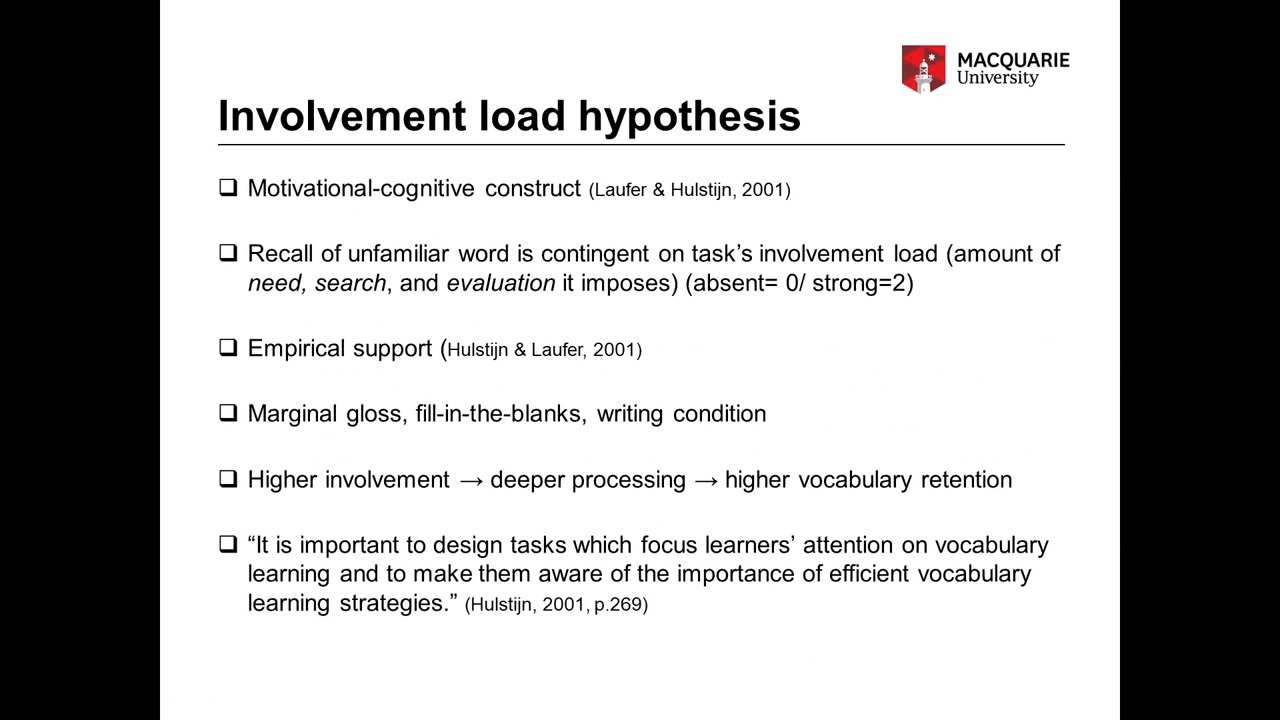 MACQUARIE
University
Involvement load hypothesis
❑ Motivational-cognitive construct (Laufer & Hulstijn, 2001)
❑ Recall of unfamiliar word is contingent on task’s involvement load (amount of
need, search, and evaluation it imposes) (absent= 0/ strong=2)
❑ Empirical support (Hulstijn & Laufer, 2001)
❑ Marginal gloss, fill-in-the-blanks, writing condition
❑ Higher involvement → deeper processing → higher vocabulary retention
❑ “It is important to design tasks which focus learners’ attention on vocabulary
learning and to make them aware of the importance of efficient vocabulary
learning strategies.” (Hulstijn, 2001, p.269)